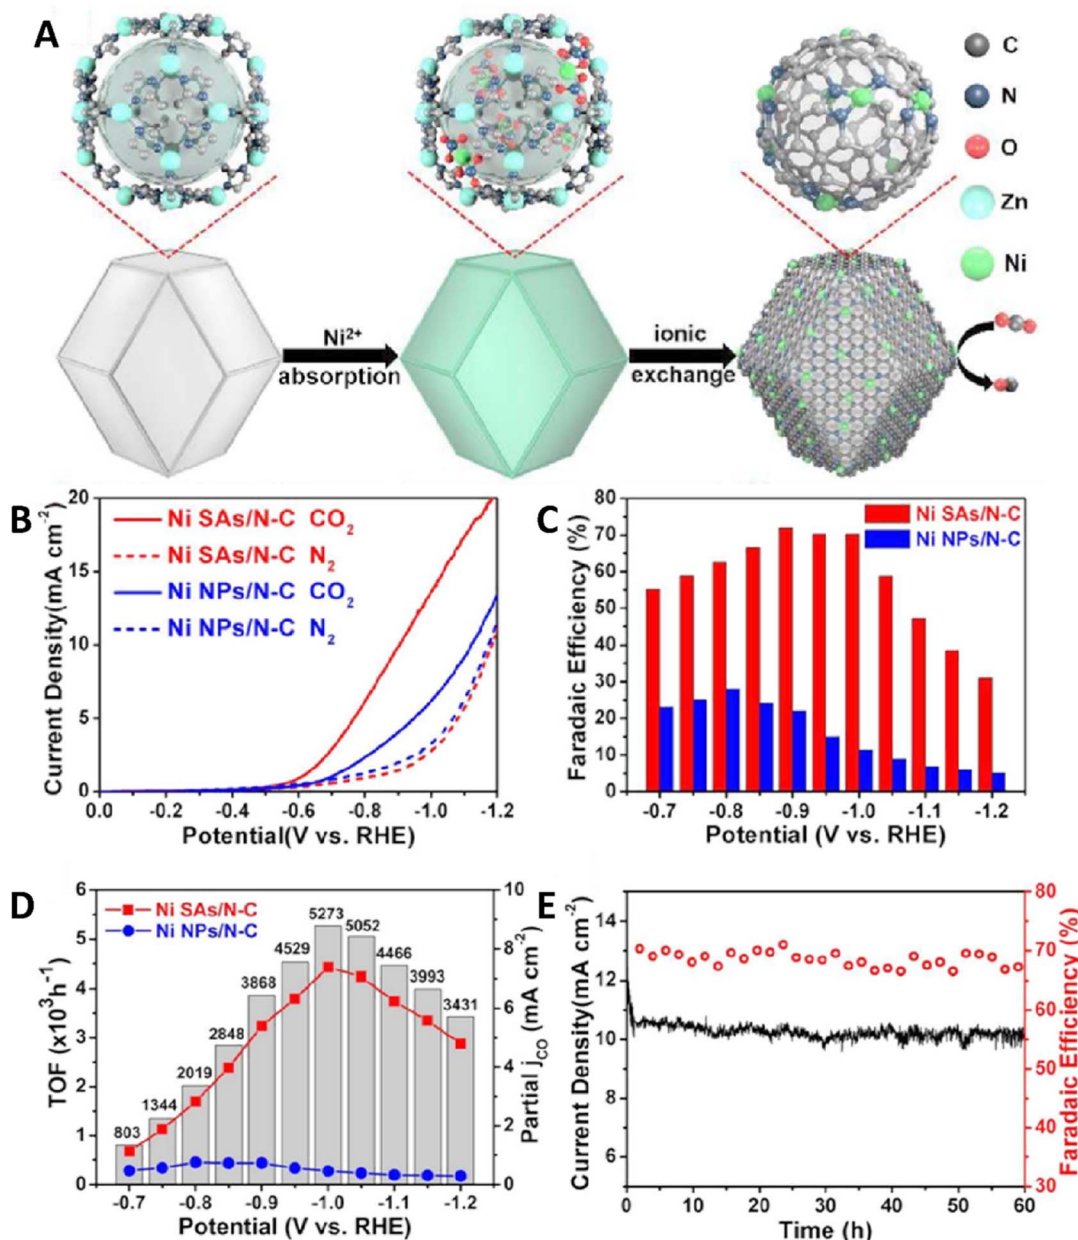 A
C
N
O
Zn
Ni
Ni²⁺
absorption
ionic
exchange
B
Current Density(mA cm⁻²)
20
15
10
5
0
Ni SAs/N-C CO₂
Ni SAs/N-C N₂
Ni NPs/N-C CO₂
Ni NPs/N-C N₂
0.0 -0.2 -0.4 -0.6 -0.8 -1.0 -1.2
Potential(V vs. RHE)
C
Faradaic Efficiency (%)
80
70
60
50
40
30
20
10
0
Ni SAs/N-C
Ni NPs/N-C
-0.7 -0.8 -0.9 -1.0 -1.1 -1.2
Potential (V vs. RHE)
D
TOF (x10³h⁻¹)
6
5
4
3
2
1
0
Ni SAs/N-C
Ni NPs/N-C
803
1344
2019
2848
3868
4529
5273
5052
4466
3993
3431
10
8
6
4
2
0
Partial j_CO (mA cm⁻²)
-0.7 -0.8 -0.9 -1.0 -1.1 -1.2
Potential (V vs. RHE)
E
Current Density(mA cm⁻²)
14
12
10
8
6
80
70
60
55
50
45
40
35
30
Faradaic Efficiency (%)
0 10 20 30 40 50 60
Time (h)